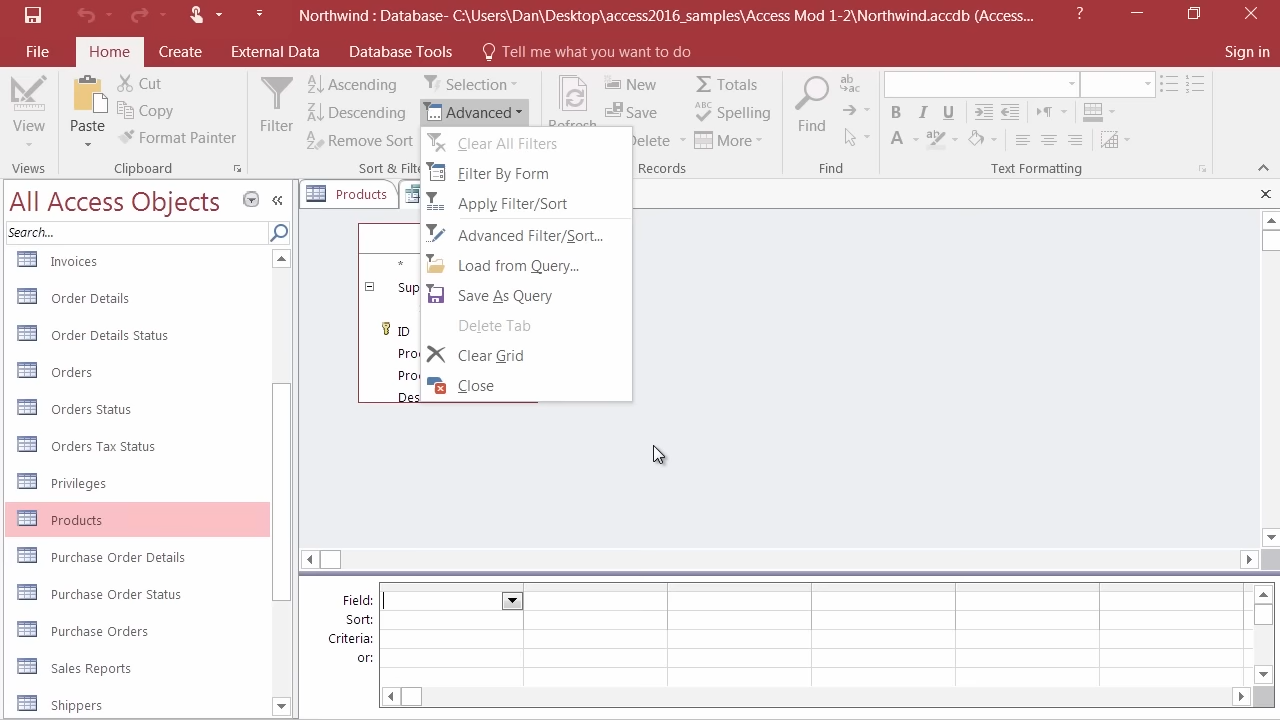 Northwind : Database- C:\Users\Dan\Desktop\access2016_samples\Access Mod 1-2\Northwind.accdb (Access...
?
File
Home
Create
External Data
Database Tools
Tell me what you want to do
Sign in
View
Views
Paste
Cut
Copy
Format Painter
Clipboard
Filter
Ascending
Descending
Remove Sort
Selection
Advanced
New
Save
Totals
Spelling
More
Records
Find
Find
B I U
A
Text Formatting
Clear All Filters
Filter By Form
Apply Filter/Sort
Advanced Filter/Sort...
Load from Query...
Save As Query
Delete Tab
Clear Grid
Close
All Access Objects
Search...
Invoices
Order Details
Order Details Status
Orders
Orders Status
Orders Tax Status
Privileges
Products
Purchase Order Details
Purchase Order Status
Purchase Orders
Sales Reports
Shippers
Products
*
ID
Field:
Sort:
Criteria:
or: